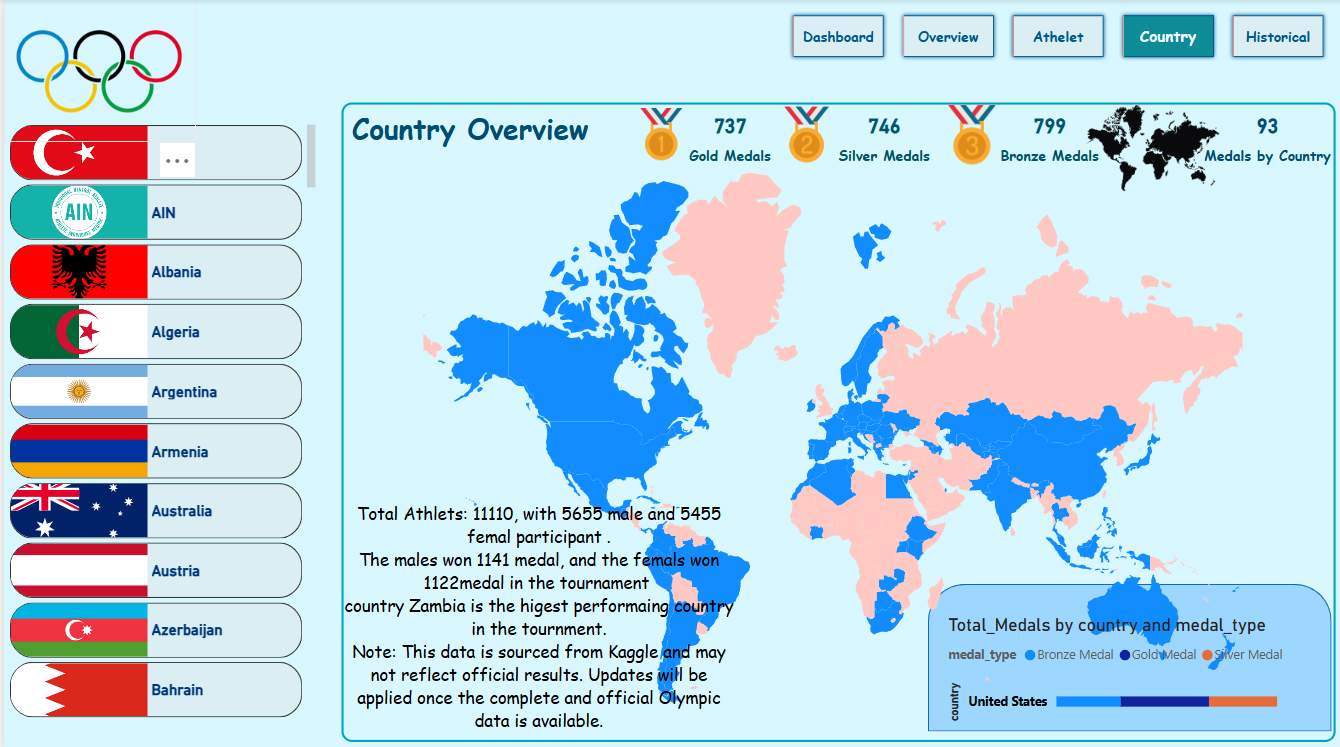 Dashboard
Overview
Athelet
Country
Historical
...
AIN
AIN
Albania
Algeria
Argentina
Armenia
Australia
Austria
Azerbaijan
Bahrain
Country Overview
1
737
Gold Medals
2
746
Silver Medals
3
799
Bronze Medals
93
Medals by Country
Total Athlets: 11110, with 5655 male and 5455
femal participant .
The males won 1141 medal, and the femals won
1122medal in the tournament
country Zambia is the higest performaing country
in the tournment.
Note: This data is sourced from Kaggle and may
not reflect official results. Updates will be
applied once the complete and official Olympic
data is available.
Total_Medals by country and medal_type
medal_type Bronze Medal Gold Medal Silver Medal
country
United States